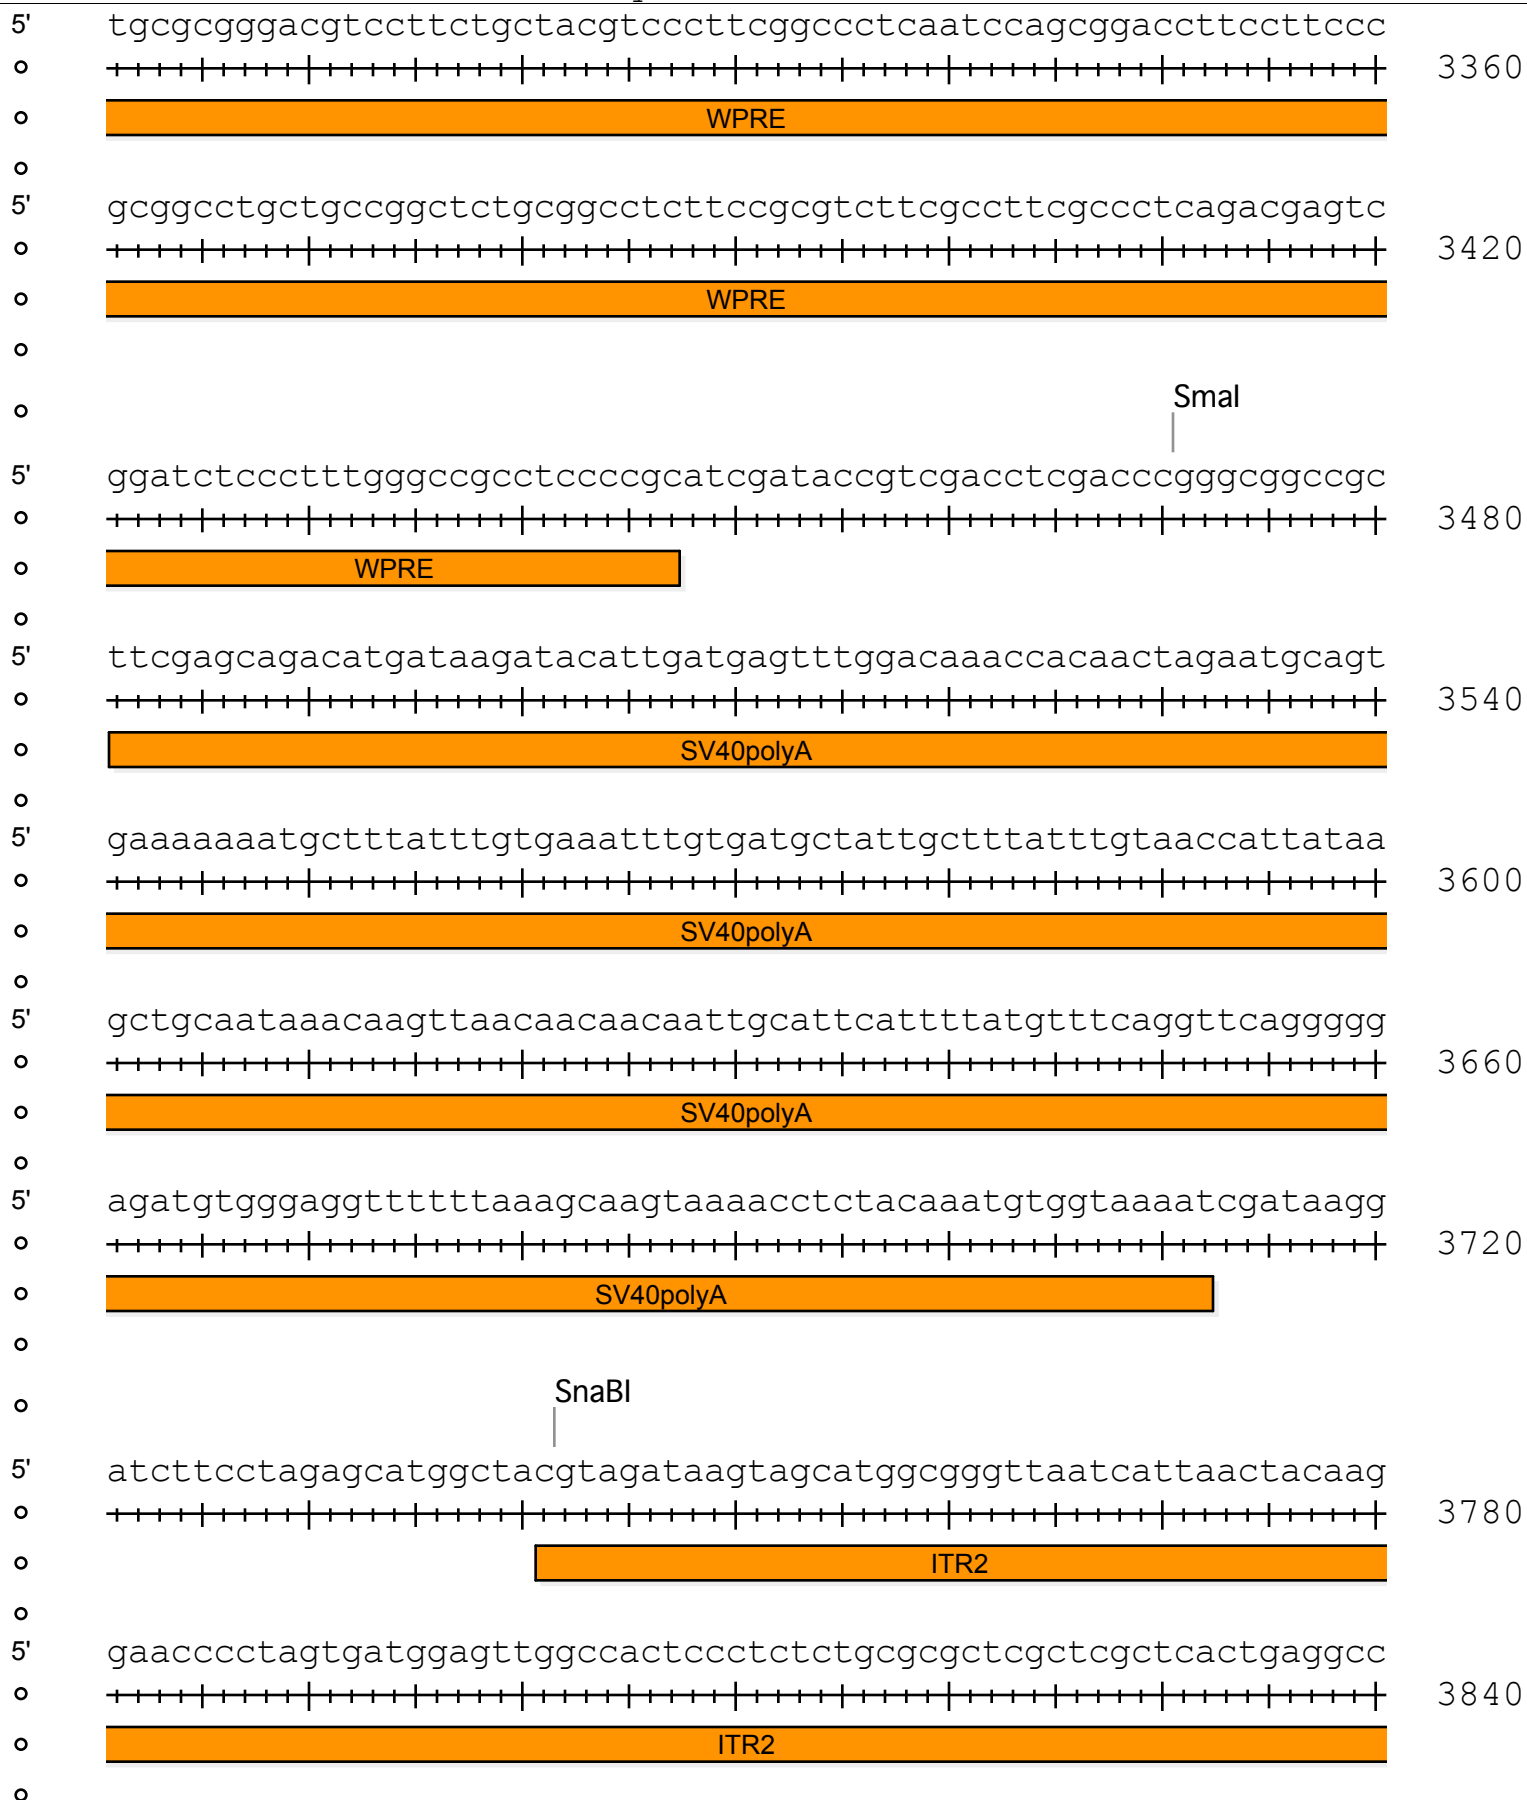 5' tgcgcgggacgtccttctgctacgtcccttcggccctcaatccagcggaccttccttccc
3360
WPRE
5' gcggcctgctgccggctctgcggcctcttccgcgtcttcgccttcgccctcagacgagtc
3420
WPRE
SmaI
5' ggatctccctttgggccgcctccccgcatcgataccgtcgacctcgacccgggcggccgc
3480
WPRE
5' ttcgagcagacatgataagatacattgatgagtttggacaaaccacaactagaatgcagt
3540
SV40polyA
5' gaaaaaaatgctttatttgtgaaatttgtgatgctattgctttatttgtaaccattataa
3600
SV40polyA
5' gctgcaataaacaagttaacaacaacaattgcattcattttatgtttcaggttcaggggg
3660
SV40polyA
5' agatgtgggaggttttttaaagcaagtaaaacctctacaaatgtggtaaaatcgataagg
3720
SV40polyA
SnaBI
5' atcttcctagagcatggctacgtagataagtagcatggcgggttaatcattaactacaag
3780
ITR2
5' gaacccctagtgatggagttggccactccctctctgcgcgctcgctcgctcactgaggcc
3840
ITR2